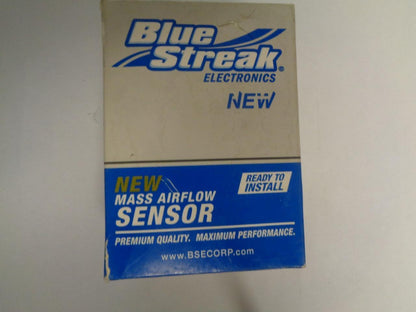 Blue
Streak®
ELECTRONICS
NEW
NEW
MASS AIRFLOW
SENSOR
READY TO
INSTALL
PREMIUM QUALITY. MAXIMUM PERFORMANCE.
www.BSECORP.com